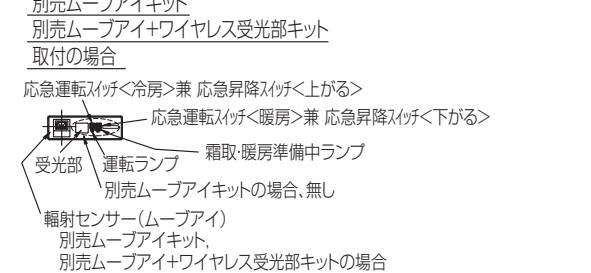 別売ムーブアイキット
別売ムーブアイ+ワイヤレス受光部キット
取付の場合
応急運転スイッチ<冷房>兼 応急昇降スイッチ<上がる>
応急運転スイッチ<暖房>兼 応急昇降スイッチ<下がる>
霜取・暖房準備中ランプ
受光部 運転ランプ
別売ムーブアイキットの場合、無し
輻射センサー(ムーブアイ)
別売ムーブアイキット,
別売ムーブアイ+ワイヤレス受光部キットの場合